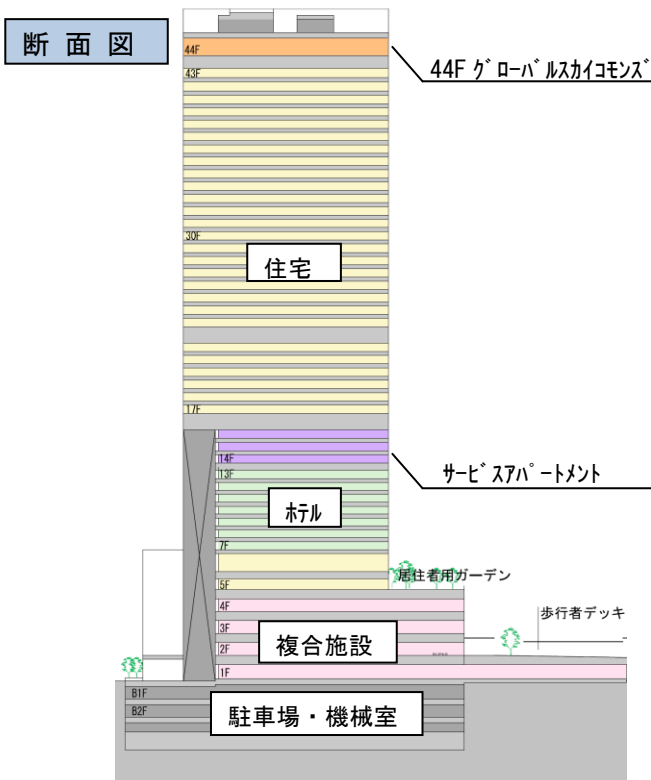 断面図
44F
44F グローバルスカイコモンズ
43F
30F
住宅
17F
14F
サービスアパートメント
13F
ホテル
7F
居住者用ガーデン
5F
4F
歩行者デッキ
3F
複合施設
2F
1F
B1F
B2F
駐車場・機械室